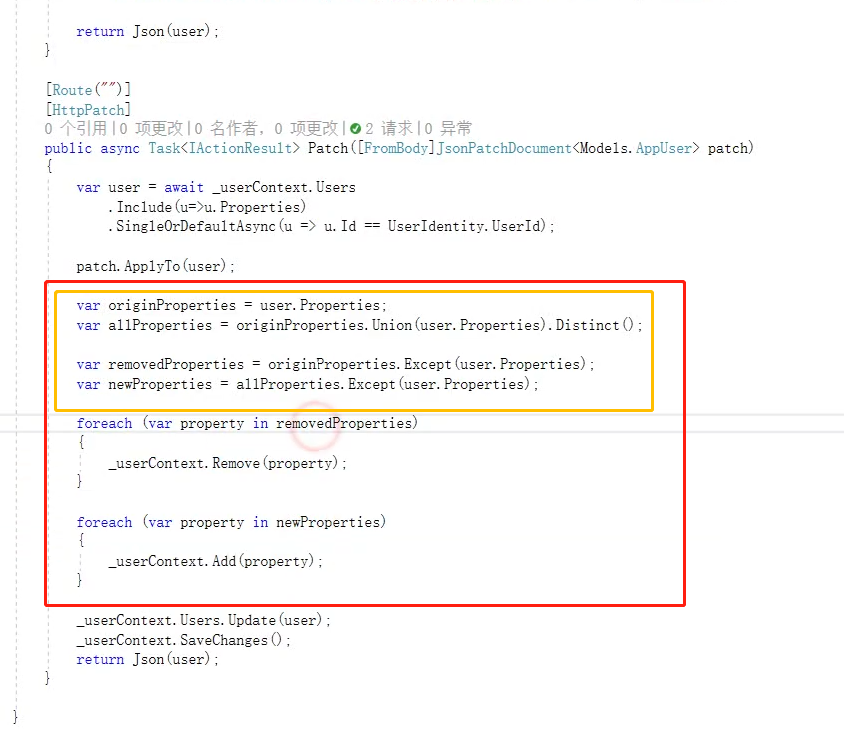 return Json(user);
}
[Route("")]
[HttpPatch]
0 个引用|0 项更改|0 名作者, 0 项更改|2 请求|0 异常
public async Task<IActionResult> Patch([FromBody]JsonPatchDocument<Models.AppUser> patch)
{
var user = await _userContext.Users
.Include(u=>u.Properties)
.SingleOrDefaultAsync(u => u.Id == UserIdentity.UserId);
patch.ApplyTo(user);
var originProperties = user.Properties;
var allProperties = originProperties.Union(user.Properties).Distinct();
var removedProperties = originProperties.Except(user.Properties);
var newProperties = allProperties.Except(user.Properties);
foreach (var property in removedProperties)
{
_userContext.Remove(property);
}
foreach (var property in newProperties)
{
_userContext.Add(property);
}
_userContext.Users.Update(user);
_userContext.SaveChanges();
return Json(user);
}
}